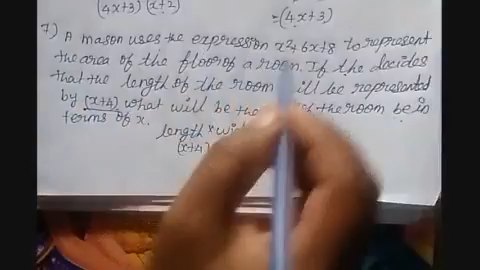 (4x+3) (x+2)
=(4x+3)
7) A mason uses the expression x²+6x+8 to represent
the area of the floor of a room. If the decides
that the length of the room will be represented
by (x+4) what will be the of the room be in
terms of x.
length × wid
(x+4)